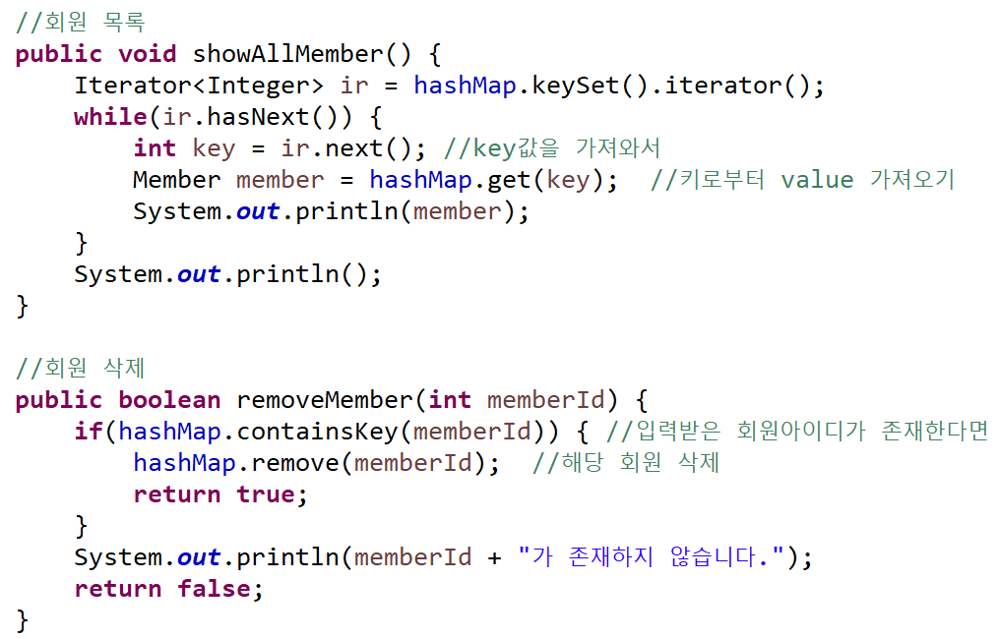 //회원 목록
public void showAllMember() {
    Iterator<Integer> ir = hashMap.keySet().iterator();
    while(ir.hasNext()) {
        int key = ir.next(); //key값을 가져와서
        Member member = hashMap.get(key);  //키로부터 value 가져오기
        System.out.println(member);
    }
    System.out.println();
}

//회원 삭제
public boolean removeMember(int memberId) {
    if(hashMap.containsKey(memberId)) { //입력받은 회원아이디가 존재한다면
        hashMap.remove(memberId);  //해당 회원 삭제
        return true;
    }
    System.out.println(memberId + "가 존재하지 않습니다.");
    return false;
}